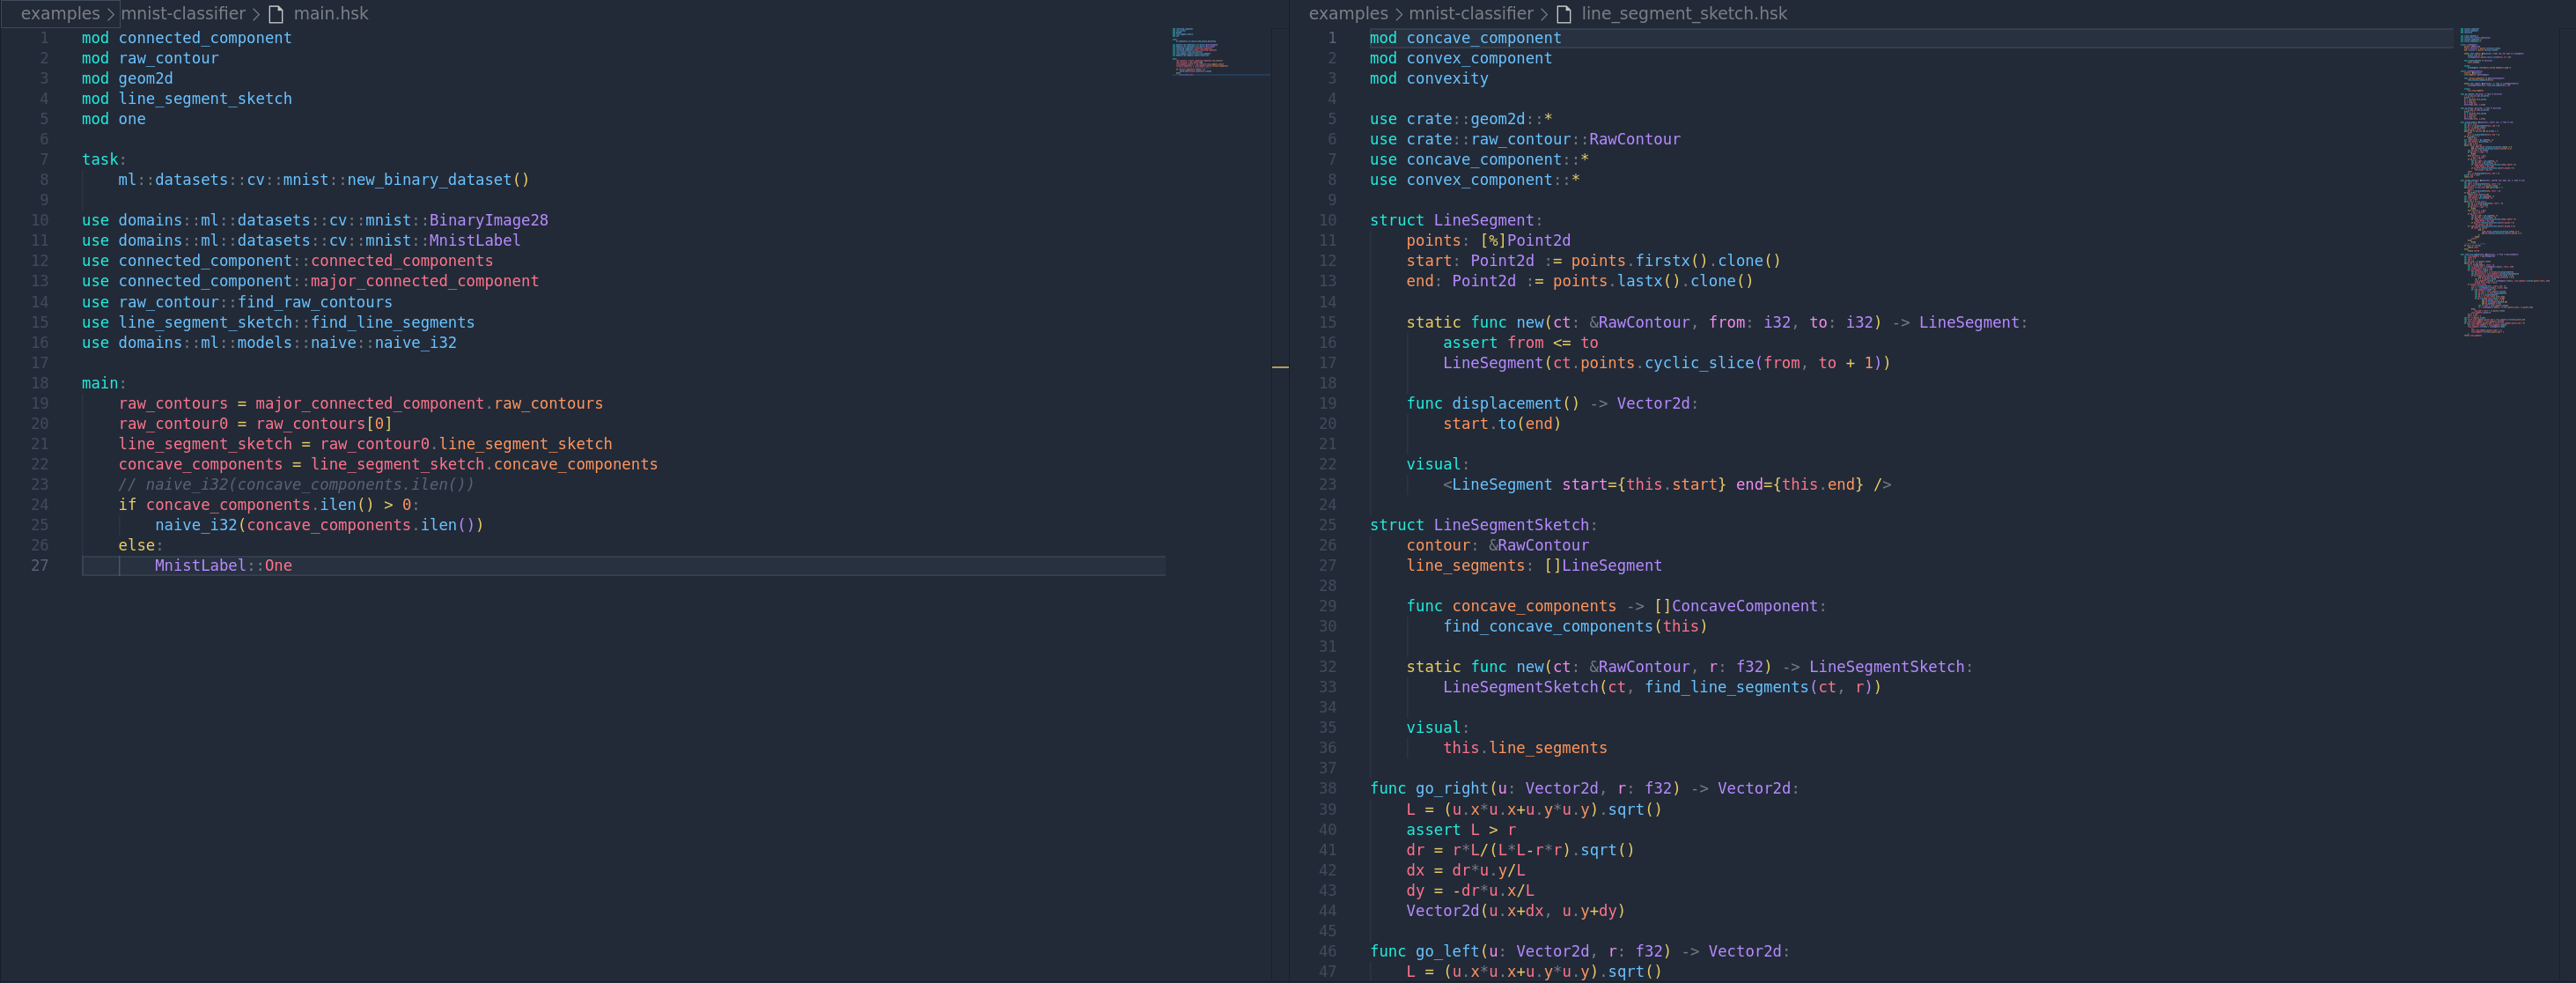 examples > mnist-classifier > main.hsk
1 mod connected_component
2 mod raw_contour
3 mod geom2d
4 mod line_segment_sketch
5 mod one
6
7 task:
8     ml::datasets::cv::mnist::new_binary_dataset()
9
10 use domains::ml::datasets::cv::mnist::BinaryImage28
11 use domains::ml::datasets::cv::mnist::MnistLabel
12 use connected_component::connected_components
13 use connected_component::major_connected_component
14 use raw_contour::find_raw_contours
15 use line_segment_sketch::find_line_segments
16 use domains::ml::models::naive::naive_i32
17
18 main:
19     raw_contours = major_connected_component.raw_contours
20     raw_contour0 = raw_contours[0]
21     line_segment_sketch = raw_contour0.line_segment_sketch
22     concave_components = line_segment_sketch.concave_components
23     // naive_i32(concave_components.ilen())
24     if concave_components.ilen() > 0:
25         naive_i32(concave_components.ilen())
26     else:
27         MnistLabel::One
examples > mnist-classifier > line_segment_sketch.hsk
1 mod concave_component
2 mod convex_component
3 mod convexity
4
5 use crate::geom2d::*
6 use crate::raw_contour::RawContour
7 use concave_component::*
8 use convex_component::*
9
10 struct LineSegment:
11     points: [%]Point2d
12     start: Point2d := points.firstx().clone()
13     end: Point2d := points.lastx().clone()
14
15     static func new(ct: &RawContour, from: i32, to: i32) -> LineSegment:
16         assert from <= to
17         LineSegment(ct.points.cyclic_slice(from, to + 1))
18
19     func displacement() -> Vector2d:
20         start.to(end)
21
22     visual:
23         <LineSegment start={this.start} end={this.end} />
24
25 struct LineSegmentSketch:
26     contour: &RawContour
27     line_segments: []LineSegment
28
29     func concave_components -> []ConcaveComponent:
30         find_concave_components(this)
31
32     static func new(ct: &RawContour, r: f32) -> LineSegmentSketch:
33         LineSegmentSketch(ct, find_line_segments(ct, r))
34
35     visual:
36         this.line_segments
37
38 func go_right(u: Vector2d, r: f32) -> Vector2d:
39     L = (u.x*u.x+u.y*u.y).sqrt()
40     assert L > r
41     dr = r*L/(L*L-r*r).sqrt()
42     dx = dr*u.y/L
43     dy = -dr*u.x/L
44     Vector2d(u.x+dx, u.y+dy)
45
46 func go_left(u: Vector2d, r: f32) -> Vector2d:
47     L = (u.x*u.x+u.y*u.y).sqrt()